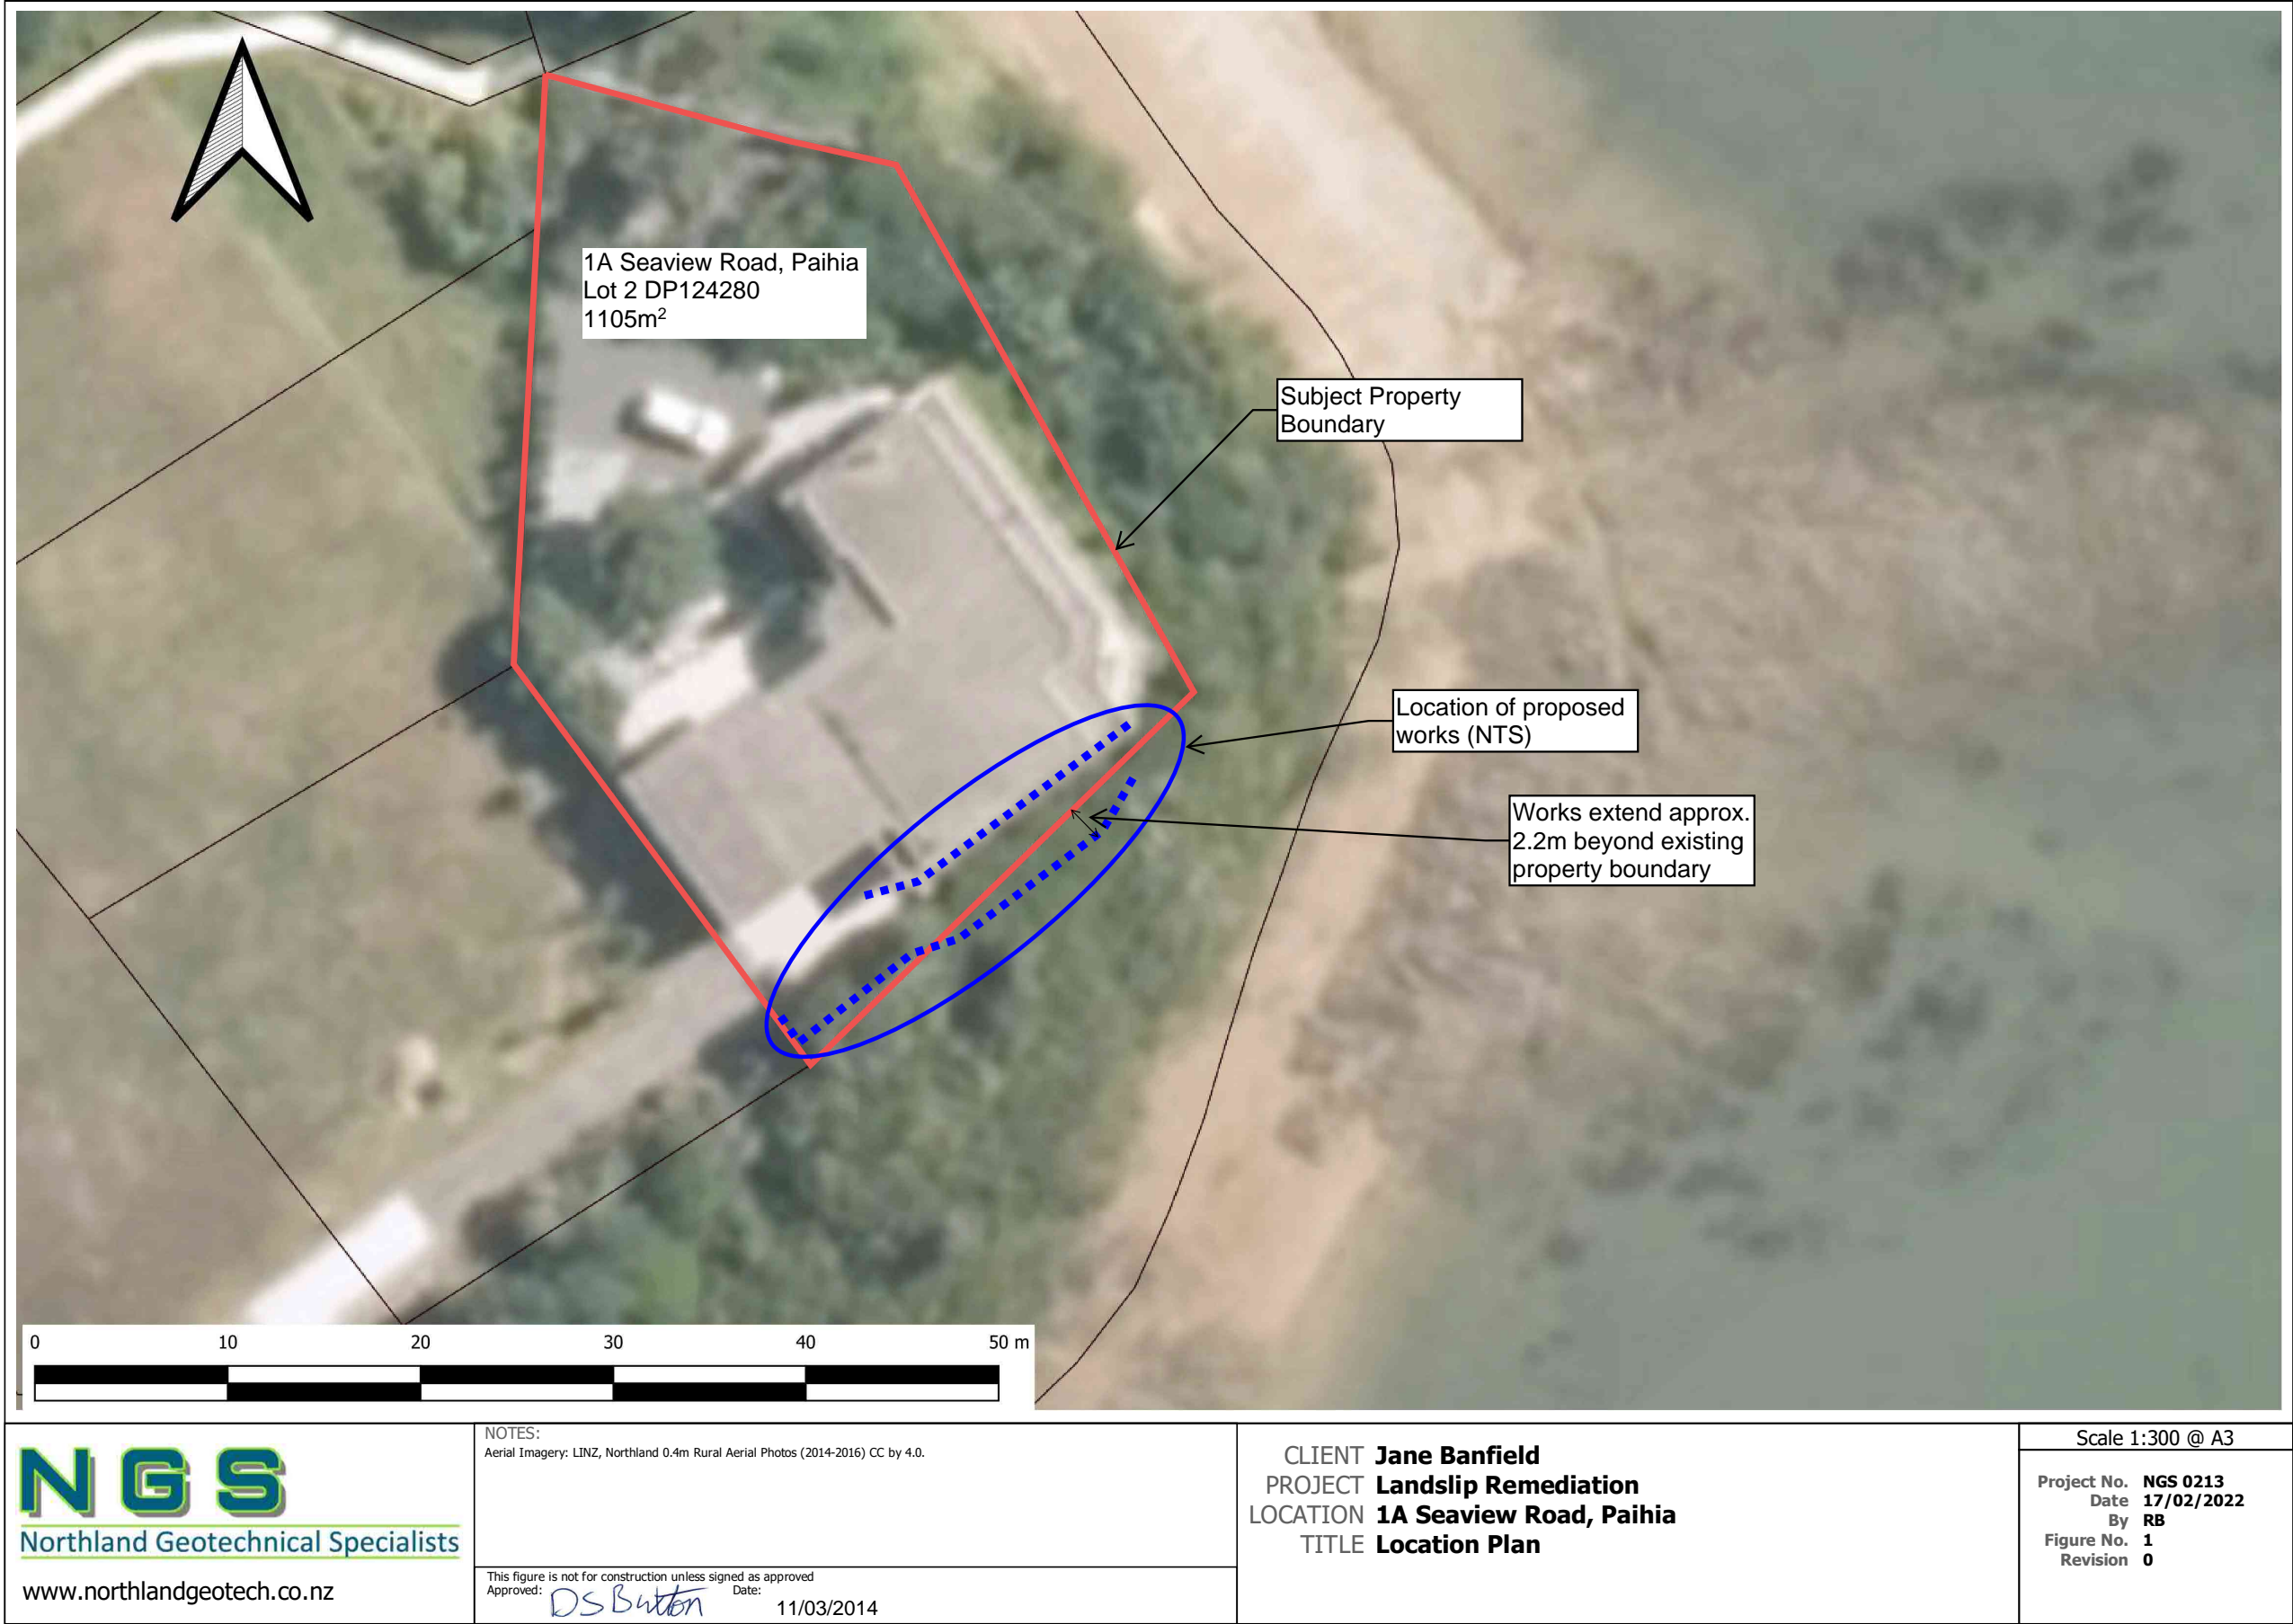 1A Seaview Road, Paihia
Lot 2 DP124280
1105m²
Subject Property
Boundary
Location of proposed
works (NTS)
Works extend approx.
2.2m beyond existing
property boundary
0 10 20 30 40 50 m
NGS
Northland Geotechnical Specialists
www.northlandgeotech.co.nz
NOTES:
Aerial Imagery: LINZ, Northland 0.4m Rural Aerial Photos (2014-2016) CC by 4.0.
This figure is not for construction unless signed as approved
Approved: DS Button Date: 11/03/2014
CLIENT Jane Banfield
PROJECT Landslip Remediation
LOCATION 1A Seaview Road, Paihia
TITLE Location Plan
Scale 1:300 @ A3
Project No. NGS 0213
Date 17/02/2022
By RB
Figure No. 1
Revision 0